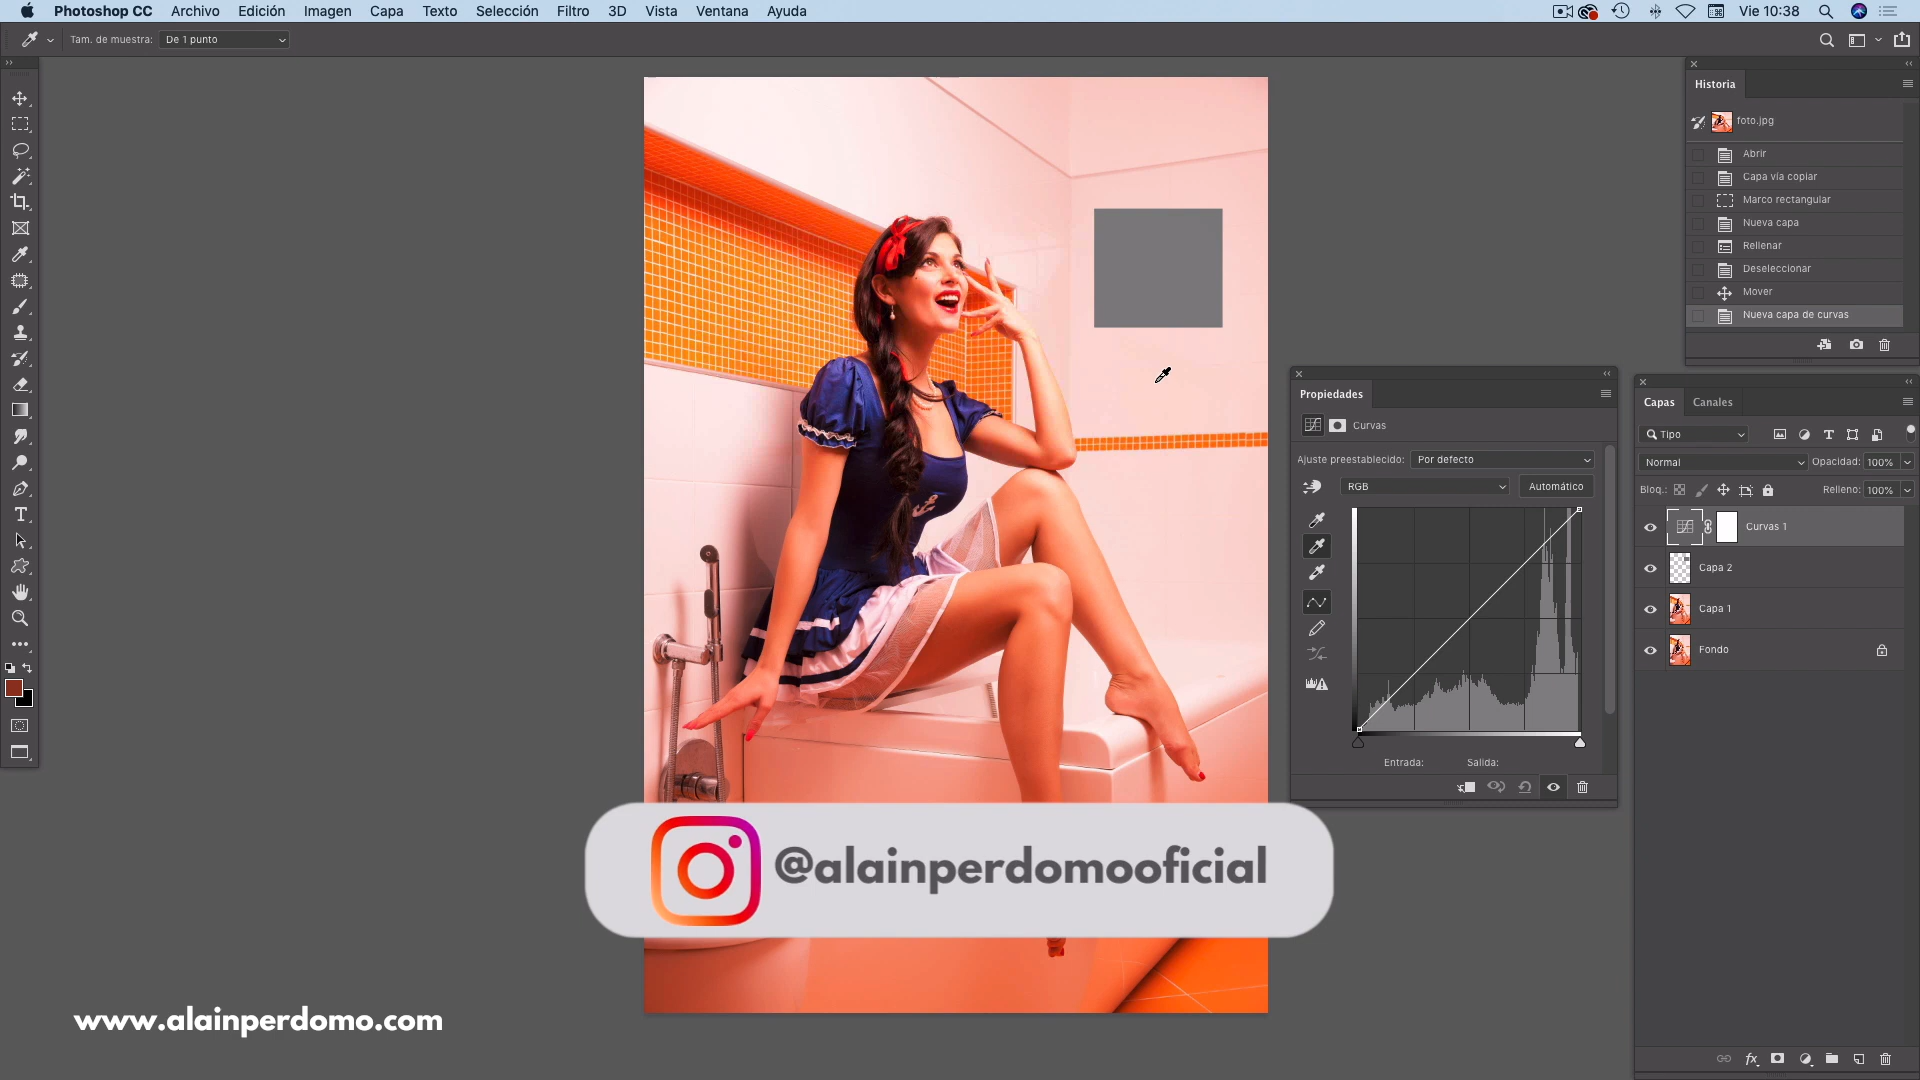 Photoshop CC Archivo Edición Imagen Capa Texto Selección Filtro 3D Vista Ventana Ayuda Vie 10:38
Tam. de muestra: De 1 punto
Historia
foto.jpg
Abrir
Capa vía copiar
Marco rectangular
Nueva capa
Rellenar
Deseleccionar
Mover
Nueva capa de curvas
Propiedades
Curvas
Ajuste preestablecido: Por defecto
RGB Automático
Entrada: Salida:
Capas Canales
Tipo
Normal Opacidad: 100%
Bloq.: Relleno: 100%
Curvas 1
Capa 2
Capa 1
Fondo
@alainperdomooficial
www.alainperdomo.com